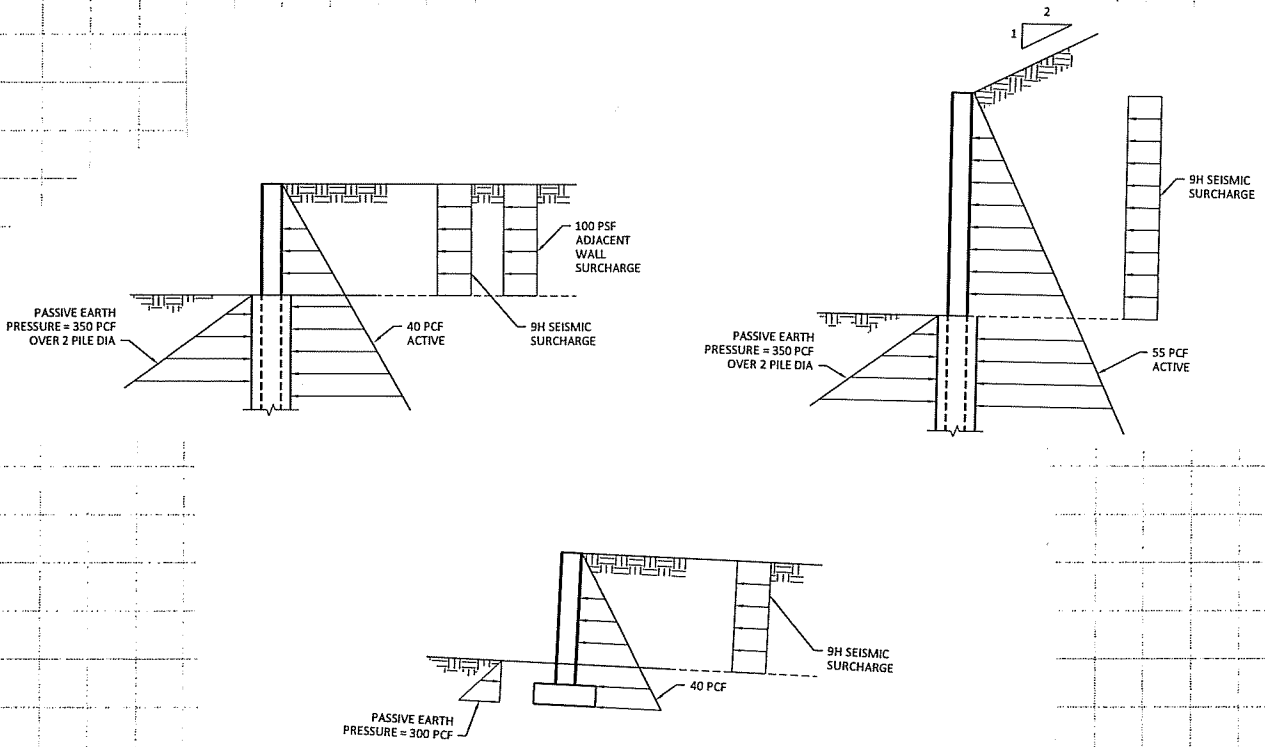 2
1
9H SEISMIC
SURCHARGE
100 PSF
ADJACENT
WALL
SURCHARGE
PASSIVE EARTH
PRESSURE = 350 PCF
OVER 2 PILE DIA
40 PCF
ACTIVE
9H SEISMIC
SURCHARGE
PASSIVE EARTH
PRESSURE = 350 PCF
OVER 2 PILE DIA
55 PCF
ACTIVE
9H SEISMIC
SURCHARGE
40 PCF
PASSIVE EARTH
PRESSURE = 300 PCF